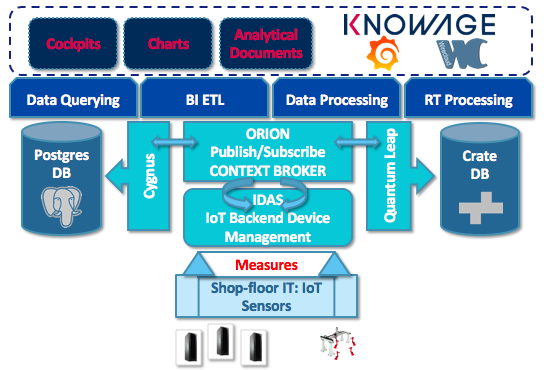 Cockpits
Charts
Analytical
Documents
KNOWAGE
WC
Data Querying
BI ETL
Data Processing
RT Processing
Postgres
DB
Cygnus
ORION
Publish/Subscribe
CONTEXT BROKER
Quantum Leap
Crate
DB
IDAS
IoT Backend Device
Management
Measures
Shop-floor IT: IoT
Sensors